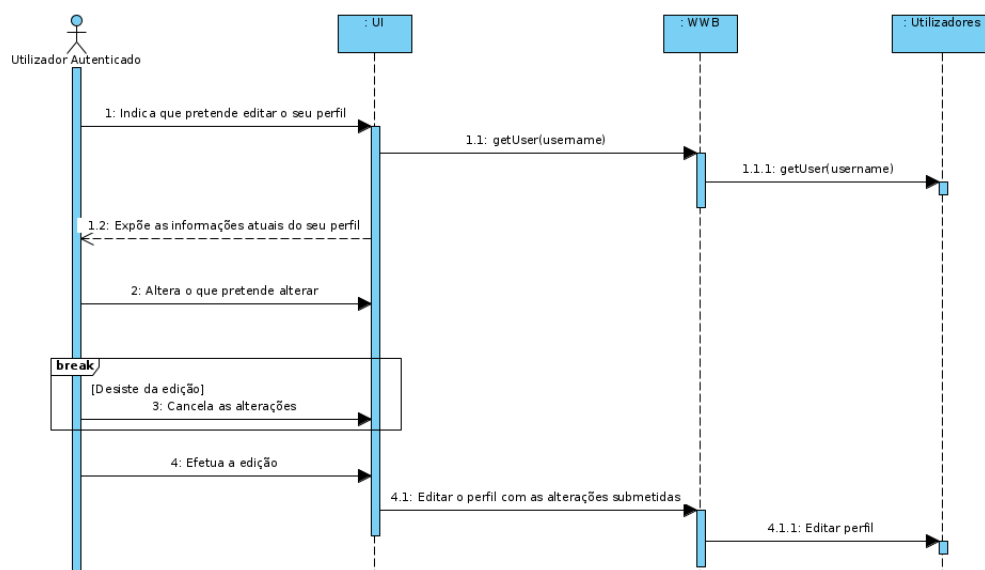 : UI
: WWB
: Utilizadores
Utilizador Autenticado
1: Indica que pretende editar o seu perfil
1.1: getUser(username)
1.1.1: getUser(username)
1.2: Expõe as informações atuais do seu perfil
2: Altera o que pretende alterar
break
[Desiste da edição]
3: Cancela as alterações
4: Efetua a edição
4.1: Editar o perfil com as alterações submetidas
4.1.1: Editar perfil